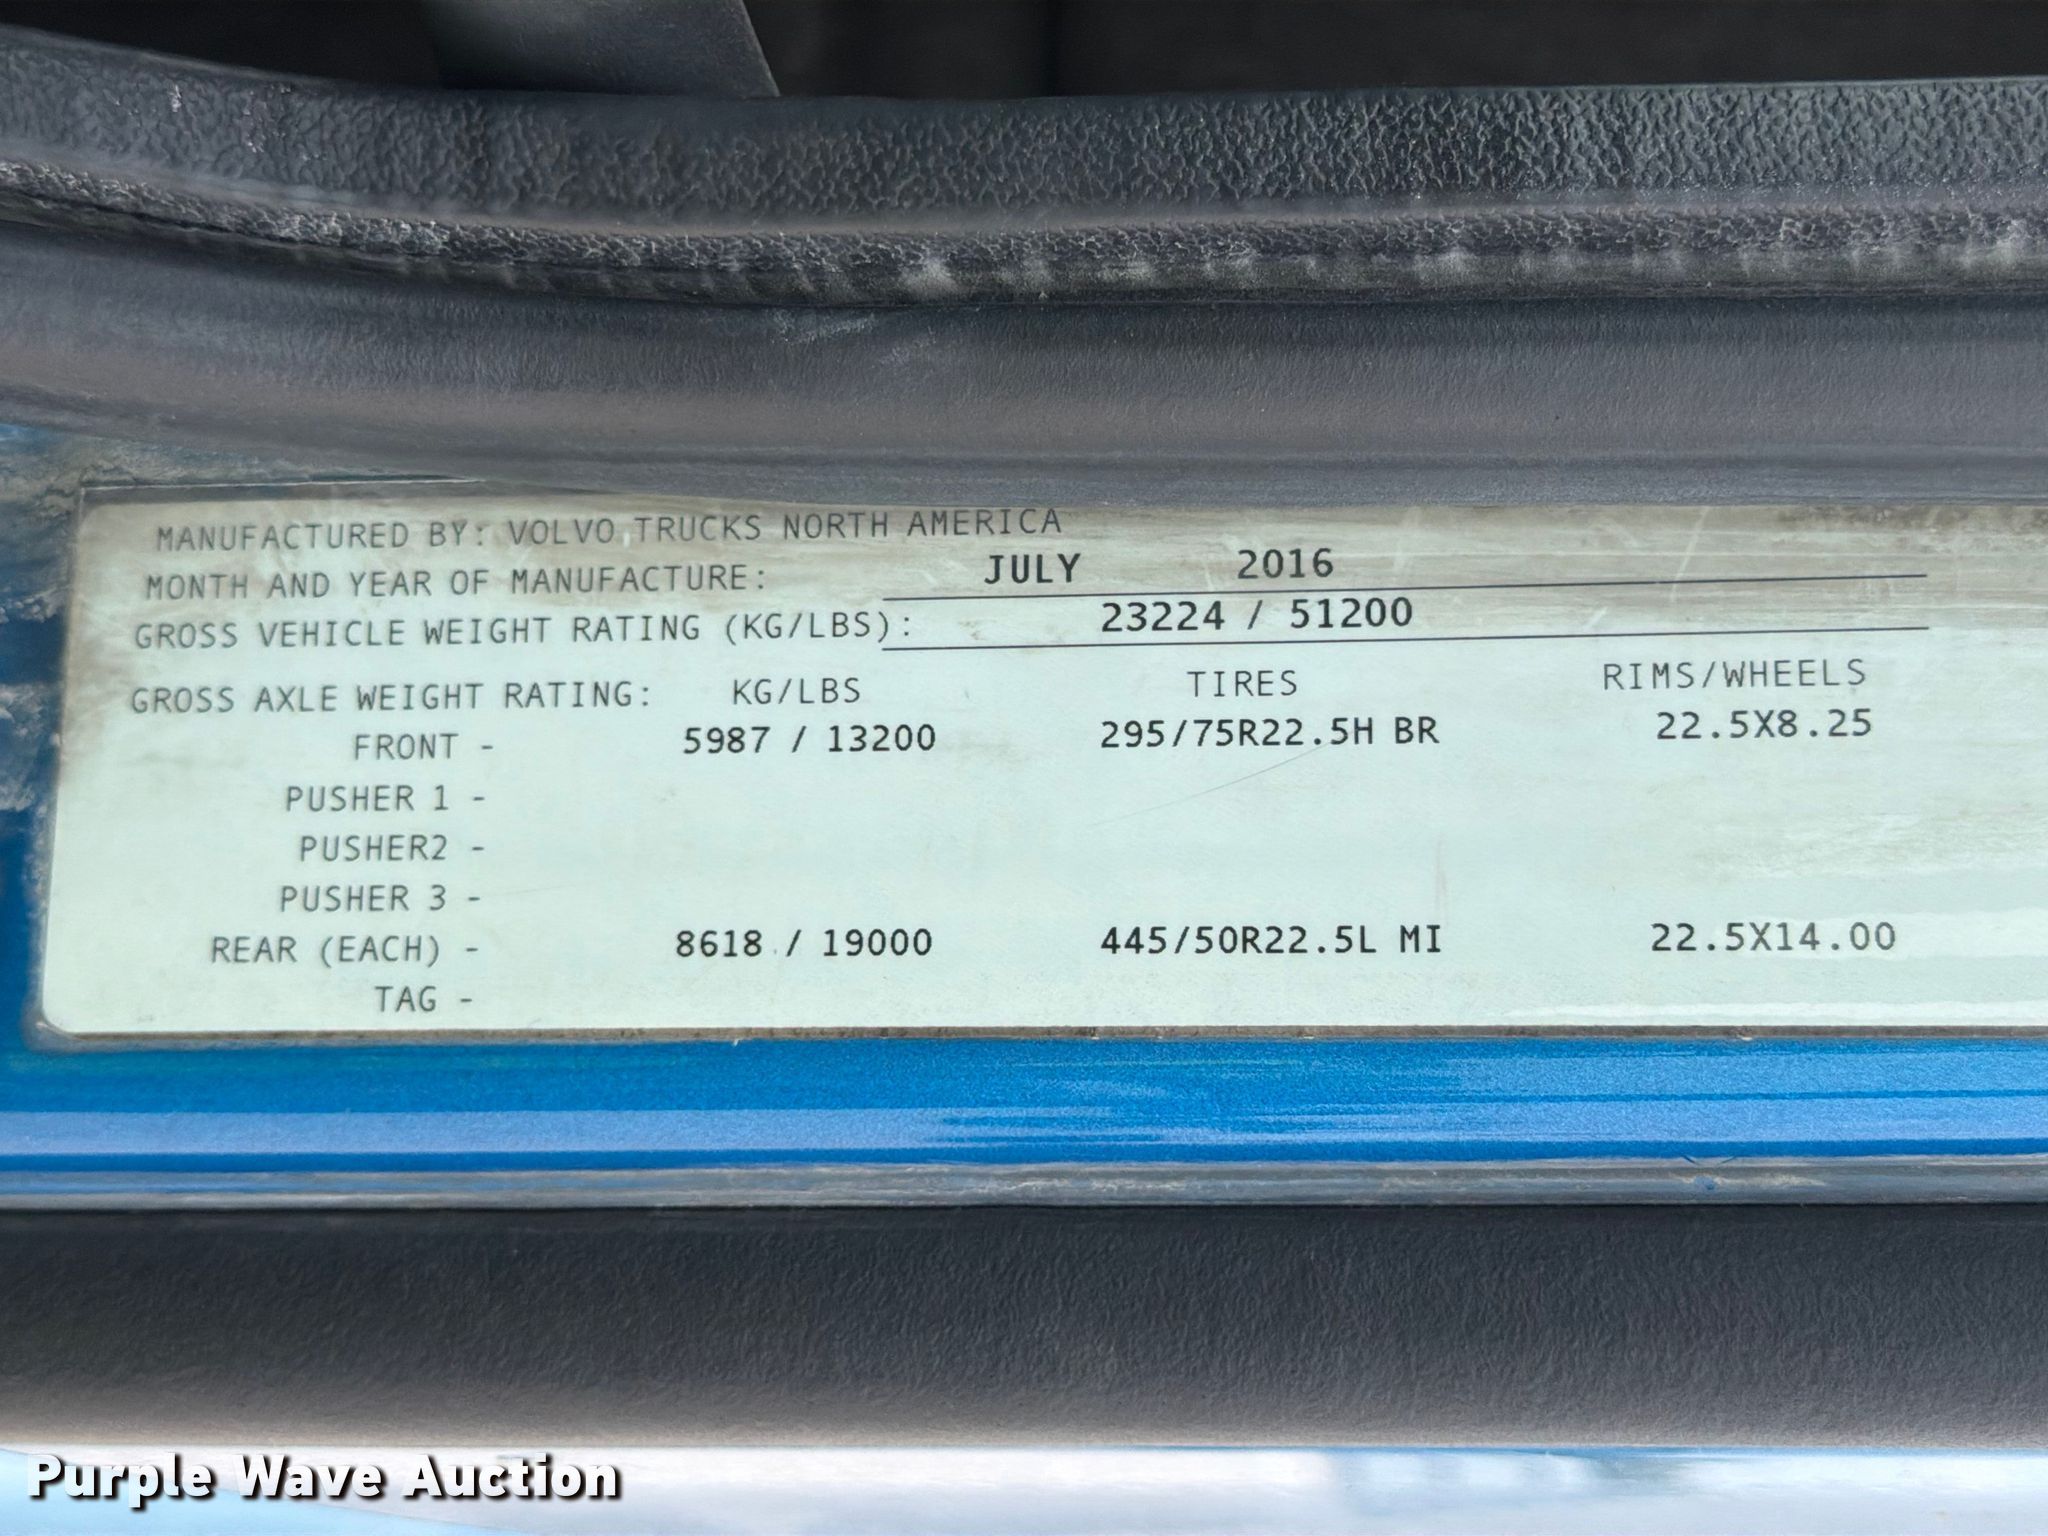 MANUFACTURED BY: VOLVO TRUCKS NORTH AMERICA
MONTH AND YEAR OF MANUFACTURE: JULY 2016
GROSS VEHICLE WEIGHT RATING (KG/LBS): 23224 / 51200
GROSS AXLE WEIGHT RATING: KG/LBS TIRES RIMS/WHEELS
FRONT - 5987 / 13200 295/75R22.5H BR 22.5X8.25
PUSHER 1 -
PUSHER2 -
PUSHER 3 -
REAR (EACH) - 8618 / 19000 445/50R22.5L MI 22.5X14.00
TAG -
Purple Wave Auction